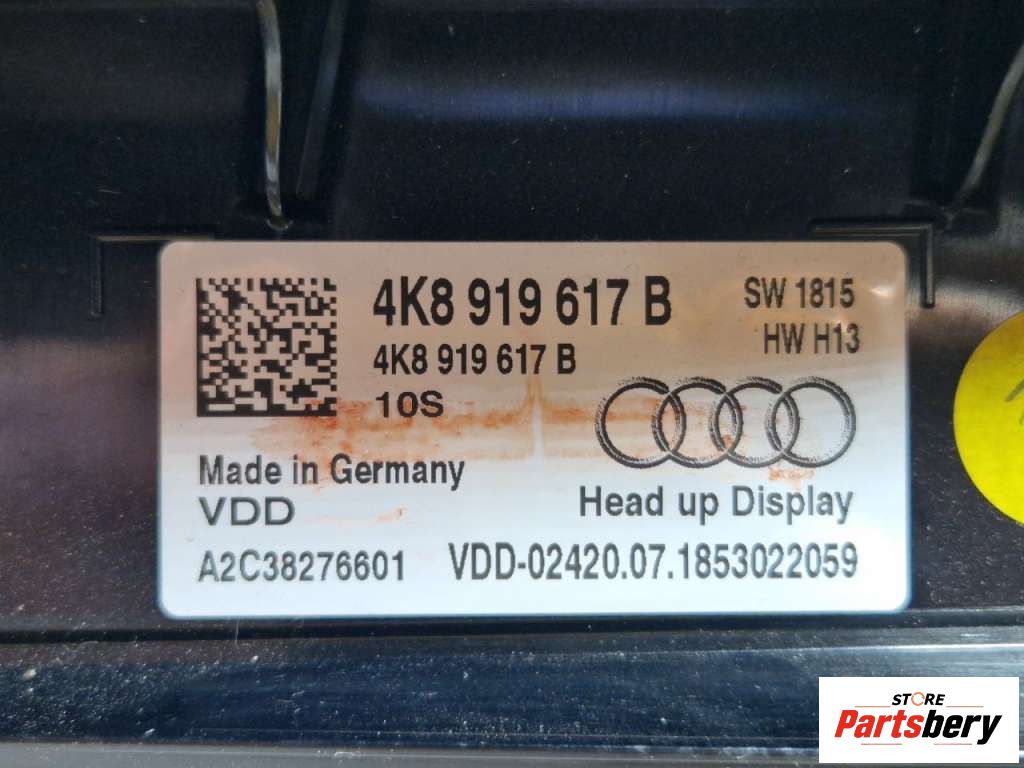 4K8 919 617 B
SW 1815
4K8 919 617 B
HW H13
10S
Made in Germany
VDD
Head up Display
A2C38276601
VDD-02420.07.1853022059
STORE
Partsbery